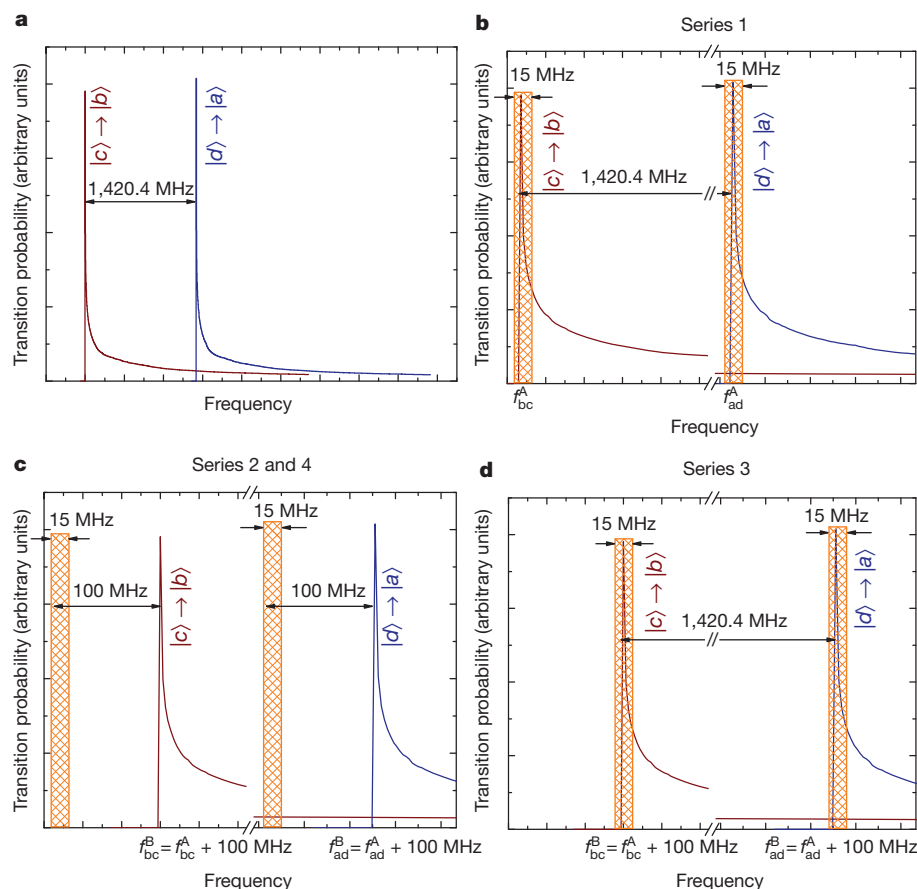 a
Transition probability (arbitrary units)
|c⟩ → |b⟩
|d⟩ → |a⟩
1,420.4 MHz
Frequency
b
Series 1
Transition probability (arbitrary units)
15 MHz
15 MHz
|c⟩ → |b⟩
|d⟩ → |a⟩
1,420.4 MHz
f^A_bc
f^A_ad
Frequency
c
Series 2 and 4
Transition probability (arbitrary units)
15 MHz
15 MHz
100 MHz
100 MHz
|c⟩ → |b⟩
|d⟩ → |a⟩
f^B_bc = f^A_bc + 100 MHz
f^B_ad = f^A_ad + 100 MHz
Frequency
d
Series 3
Transition probability (arbitrary units)
15 MHz
15 MHz
|c⟩ → |b⟩
|d⟩ → |a⟩
1,420.4 MHz
f^B_bc = f^A_bc + 100 MHz
f^B_ad = f^A_ad + 100 MHz
Frequency